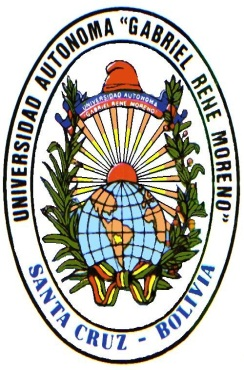 UNIVERSIDAD AUTONOMA "GABRIEL RENE MORENO"
UNIVERSIDAD AUTONOMA
"GABRIEL RENE MORENO"
SANTA CRUZ - BOLIVIA